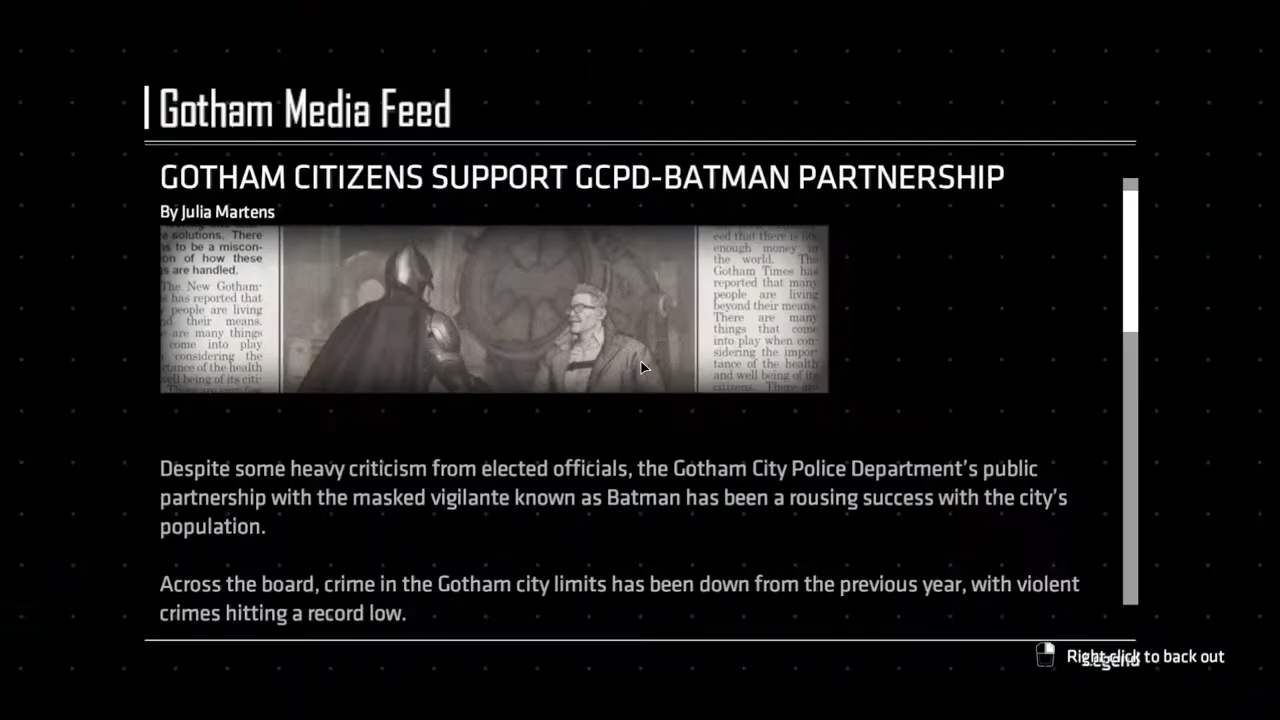 Gotham Media Feed
GOTHAM CITIZENS SUPPORT GCPD-BATMAN PARTNERSHIP
By Julia Martens
solutions. There
s to be a miscon-
on of how these
s are handled.
The New Gotham-
has reported that
people are living
d their means.
are many things
come into play
considering the
rtance of the health
well being of its citi-
eed that there is
enough money in
the world. The
Gotham Times has
reported that many
people are living
beyond their means.
There are many
things that come
into play when con-
sidering the impor-
tance of the health
and well being of its
citizens. There are
Despite some heavy criticism from elected officials, the Gotham City Police Department's public
partnership with the masked vigilante known as Batman has been a rousing success with the city's
population.
Across the board, crime in the Gotham city limits has been down from the previous year, with violent
crimes hitting a record low.
Right click to back out
Legend